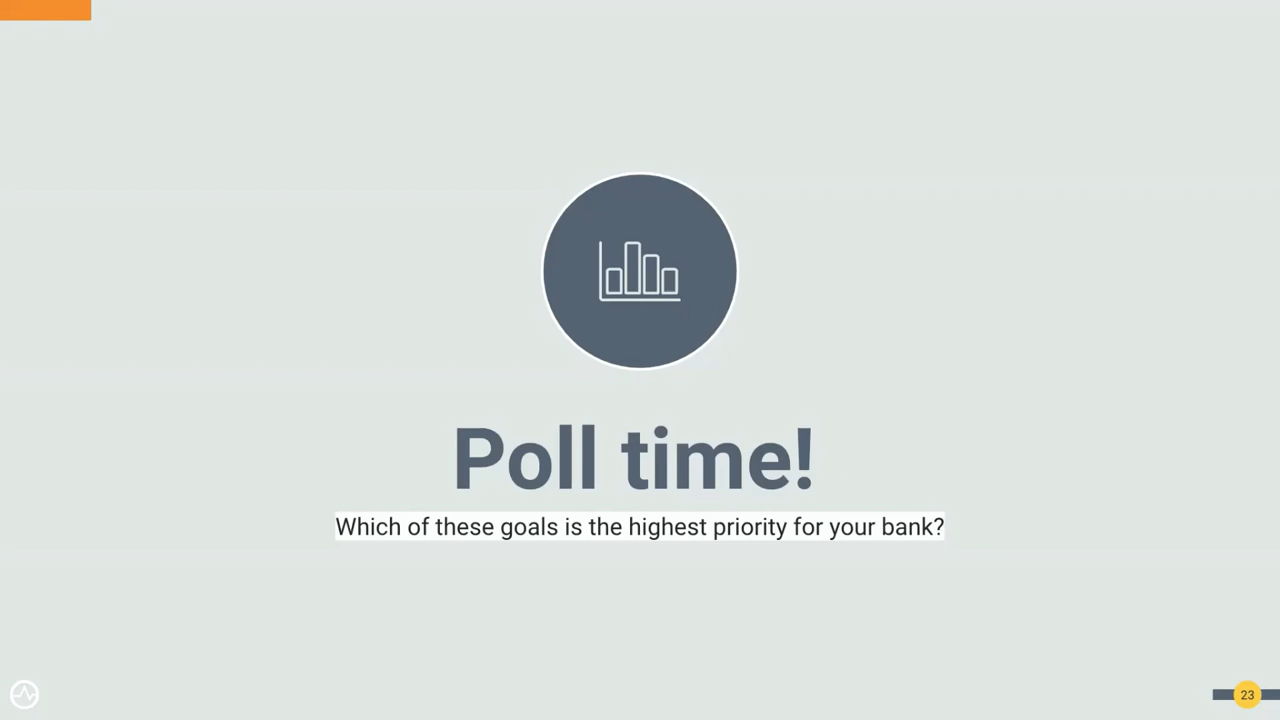 Poll time!
Which of these goals is the highest priority for your bank?
23